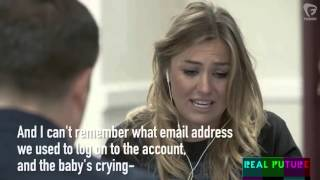 And I can't remember what email address
we used to log on to the account,
and the baby's crying-
REAL FUTURE